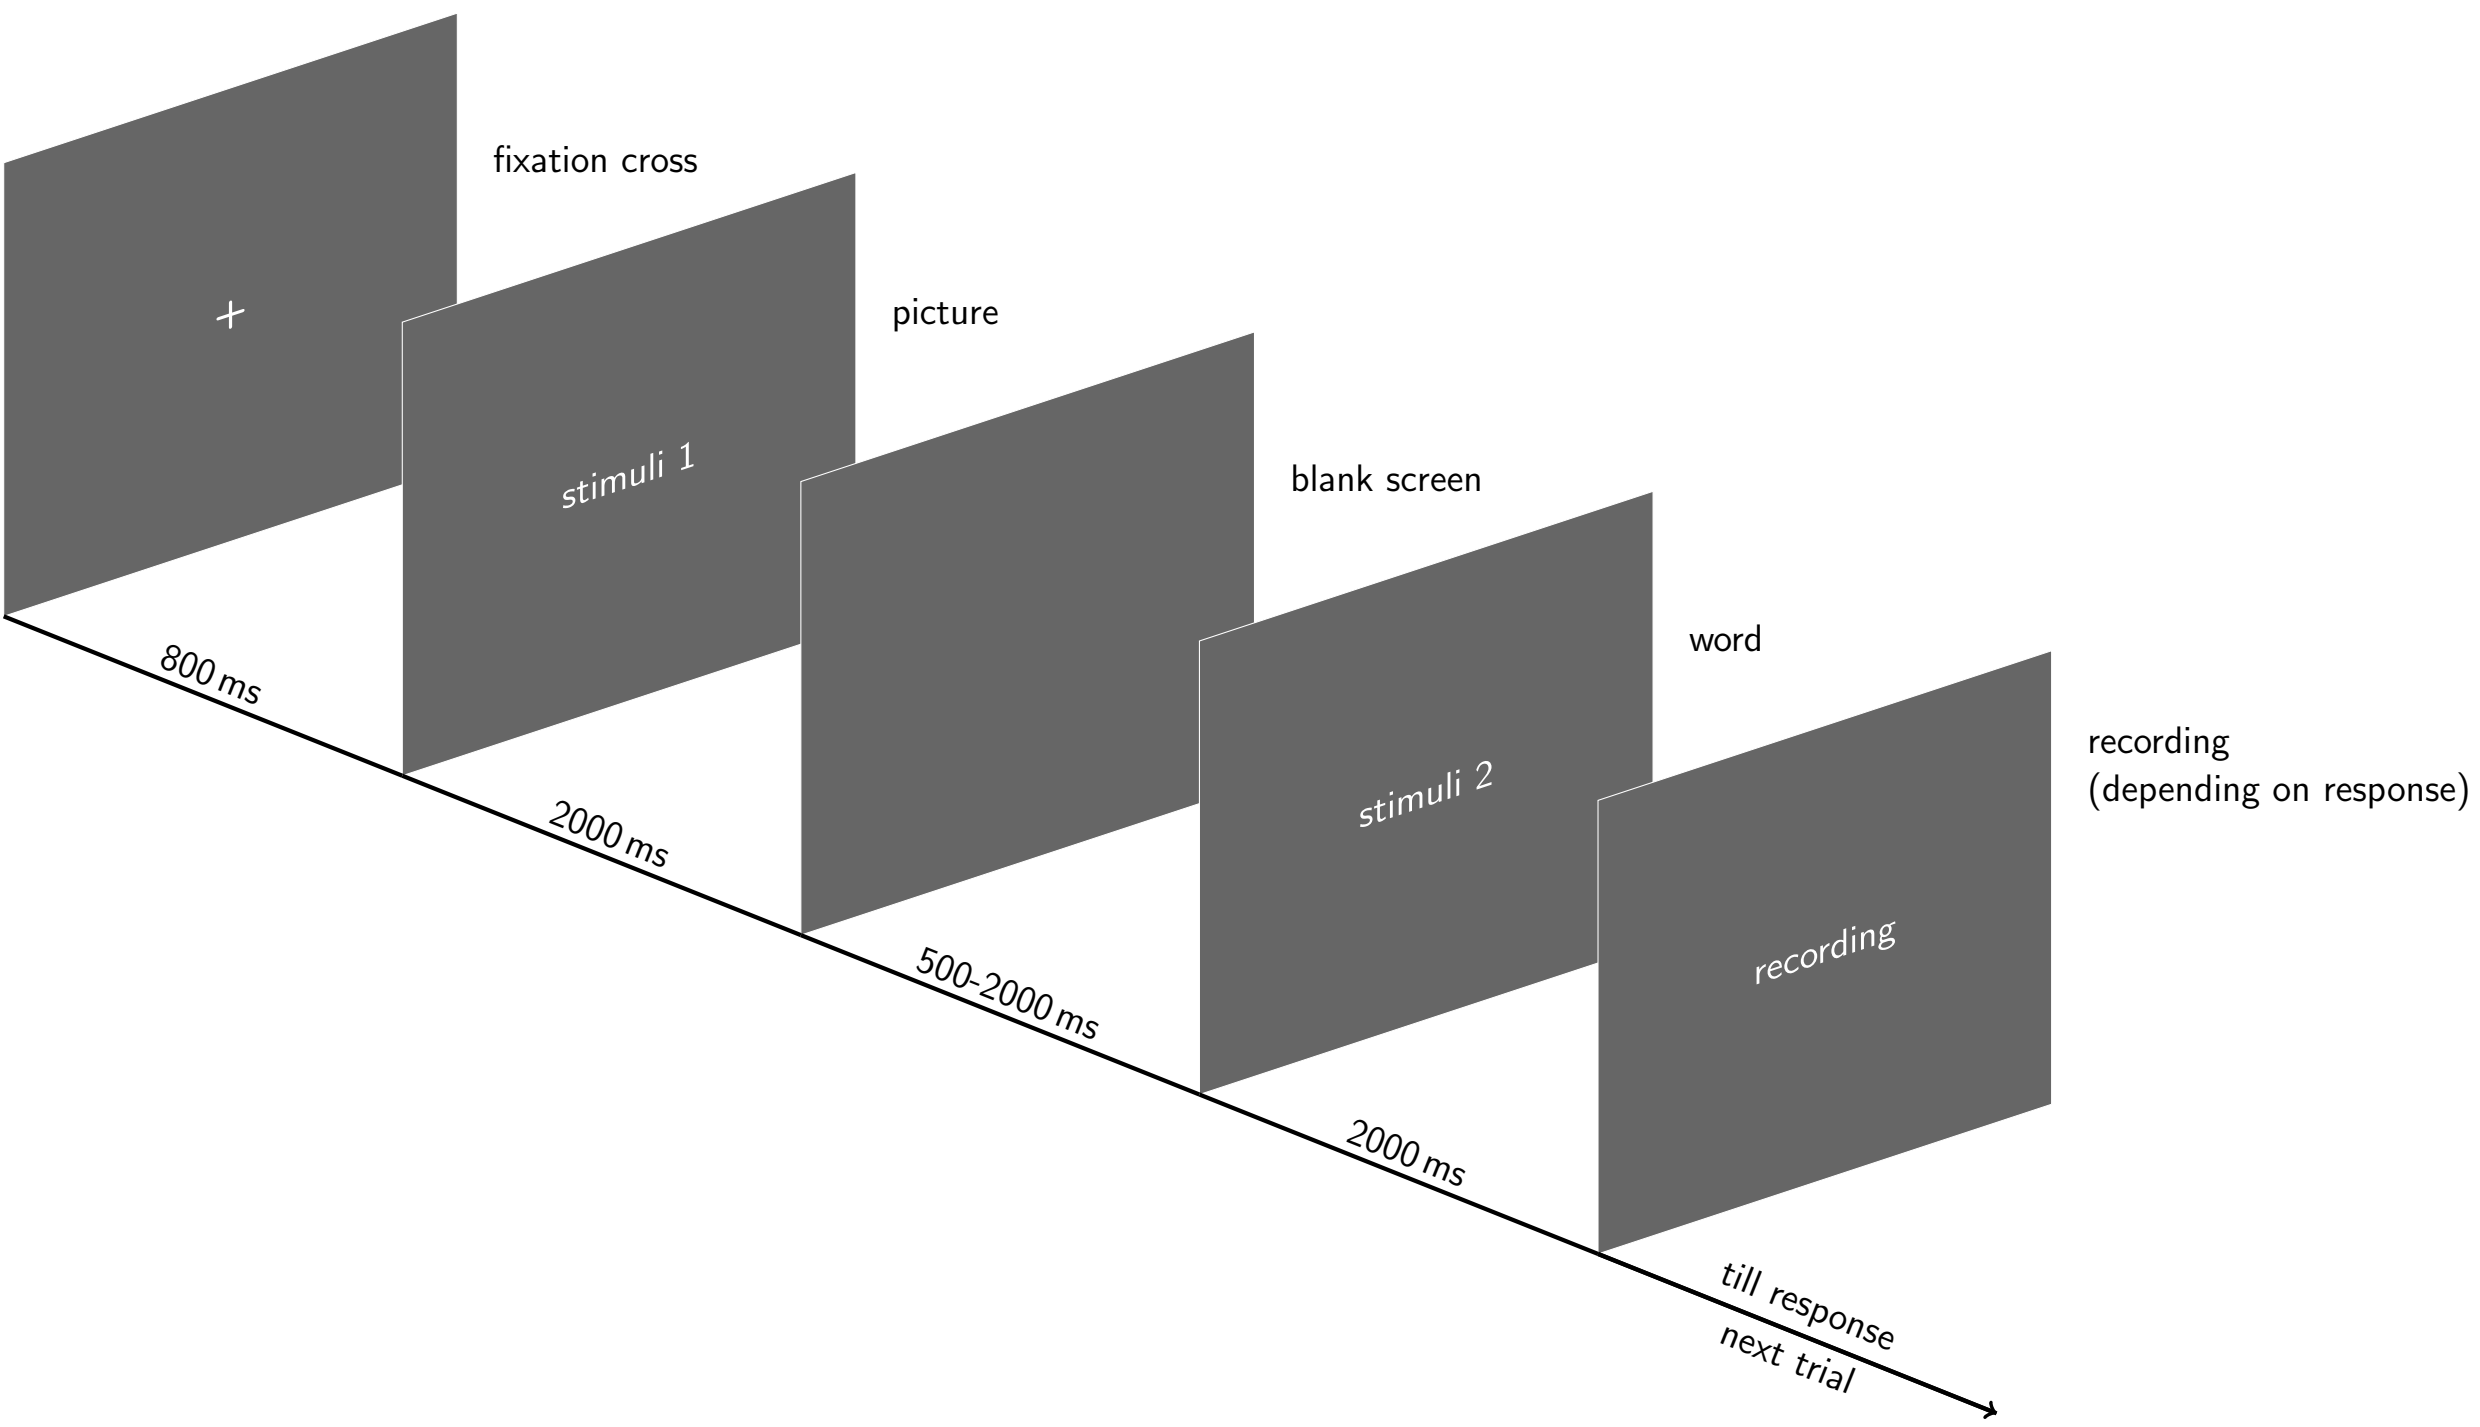 +
fixation cross
800 ms
stimuli 1
picture
2000 ms
blank screen
500-2000 ms
stimuli 2
word
2000 ms
recording
recording
(depending on response)
till response
next trial